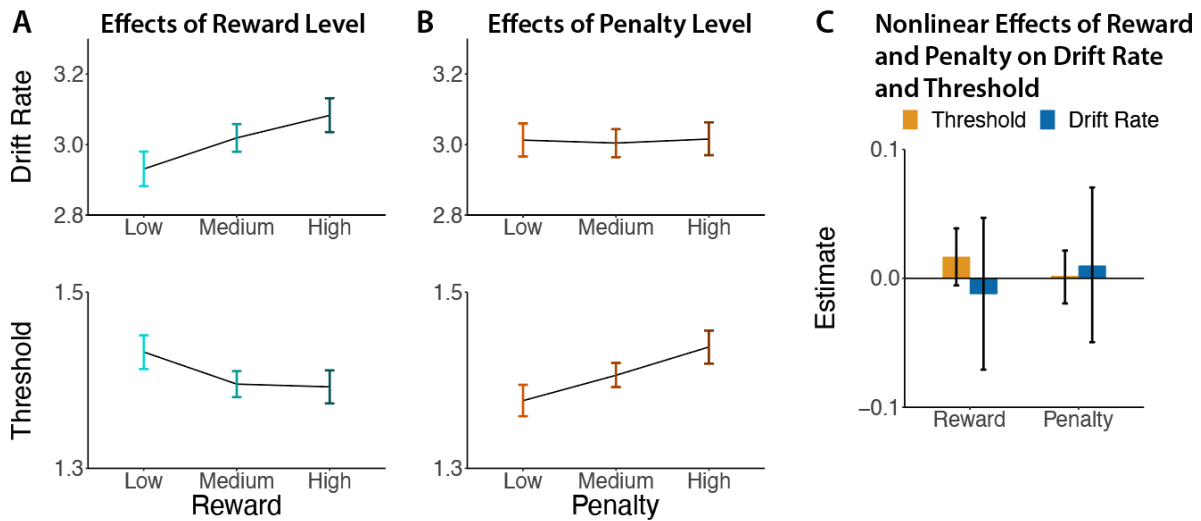 A Effects of Reward Level
Drift Rate
3.2
3.0
2.8
Low Medium High
Threshold
1.5
1.3
Low Medium High
Reward
B Effects of Penalty Level
3.2
3.0
2.8
Low Medium High
1.5
1.3
Low Medium High
Penalty
C Nonlinear Effects of Reward
and Penalty on Drift Rate
and Threshold
Threshold Drift Rate
Estimate
0.1
0.0
−0.1
Reward Penalty